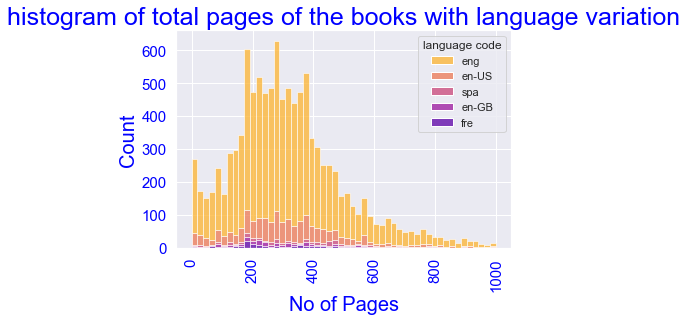 histogram of total pages of the books with language variation
language code
eng
en-US
spa
en-GB
fre
600
500
400
300
200
100
0
Count
0
200
400
600
800
1000
No of Pages